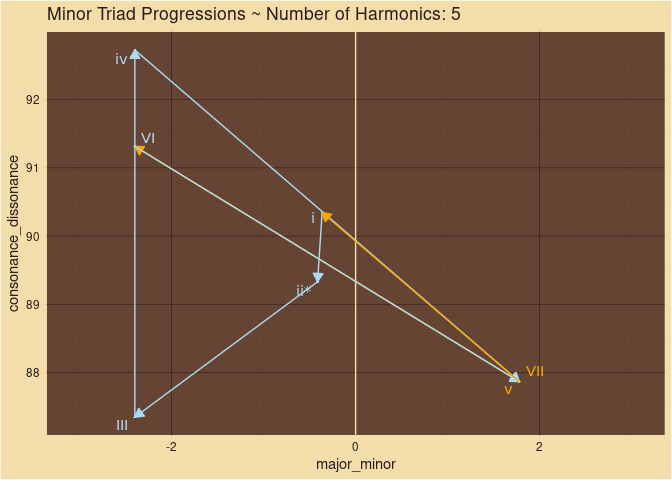 Minor Triad Progressions ~ Number of Harmonics: 5
iv
92
VI
91
i
90
ii*
89
VII
88
v
III
-2
0
2
major_minor
consonance_dissonance